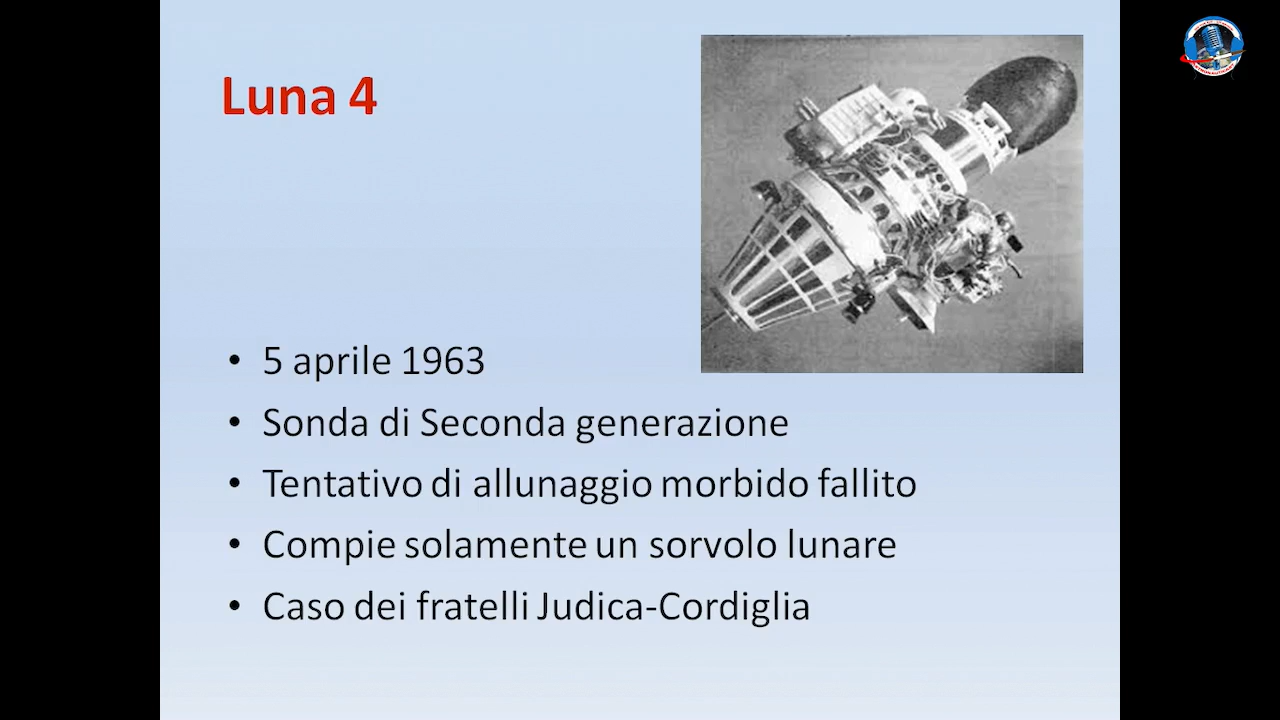 Luna 4
• 5 aprile 1963
• Sonda di Seconda generazione
• Tentativo di allunaggio morbido fallito
• Compie solamente un sorvolo lunare
• Caso dei fratelli Judica-Cordiglia